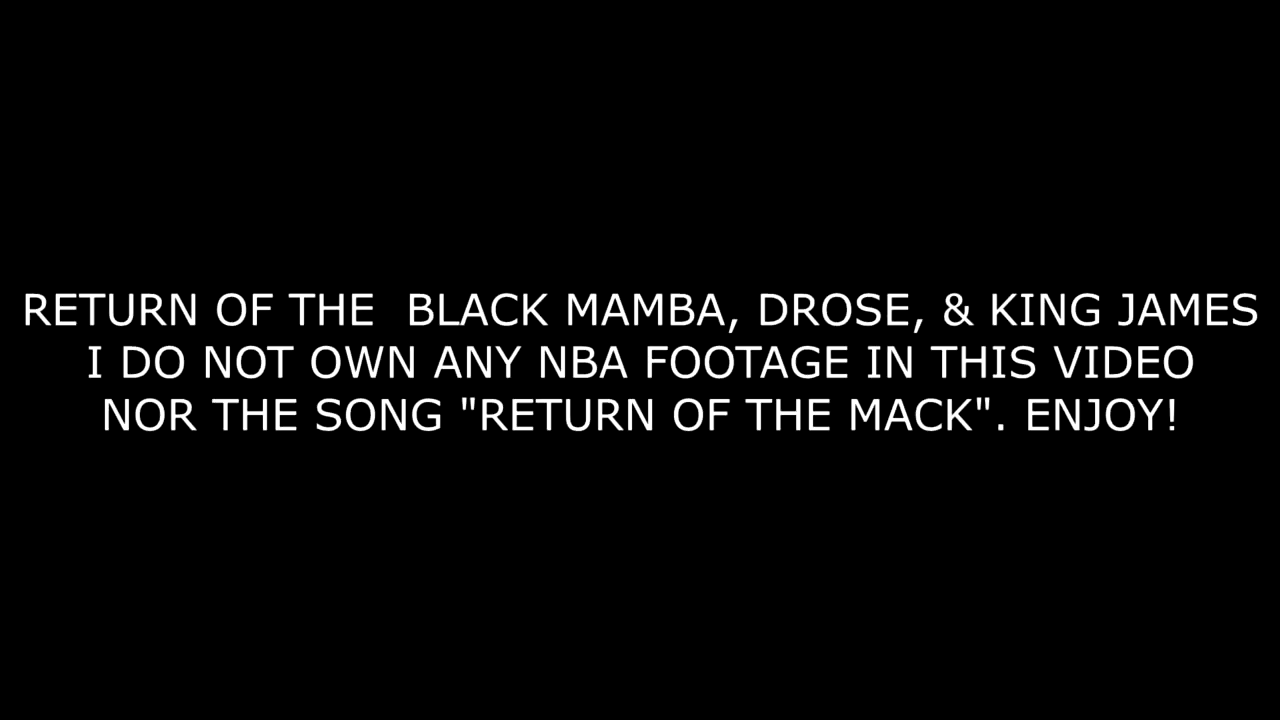 RETURN OF THE  BLACK MAMBA, DROSE, & KING JAMES
I DO NOT OWN ANY NBA FOOTAGE IN THIS VIDEO
NOR THE SONG "RETURN OF THE MACK". ENJOY!